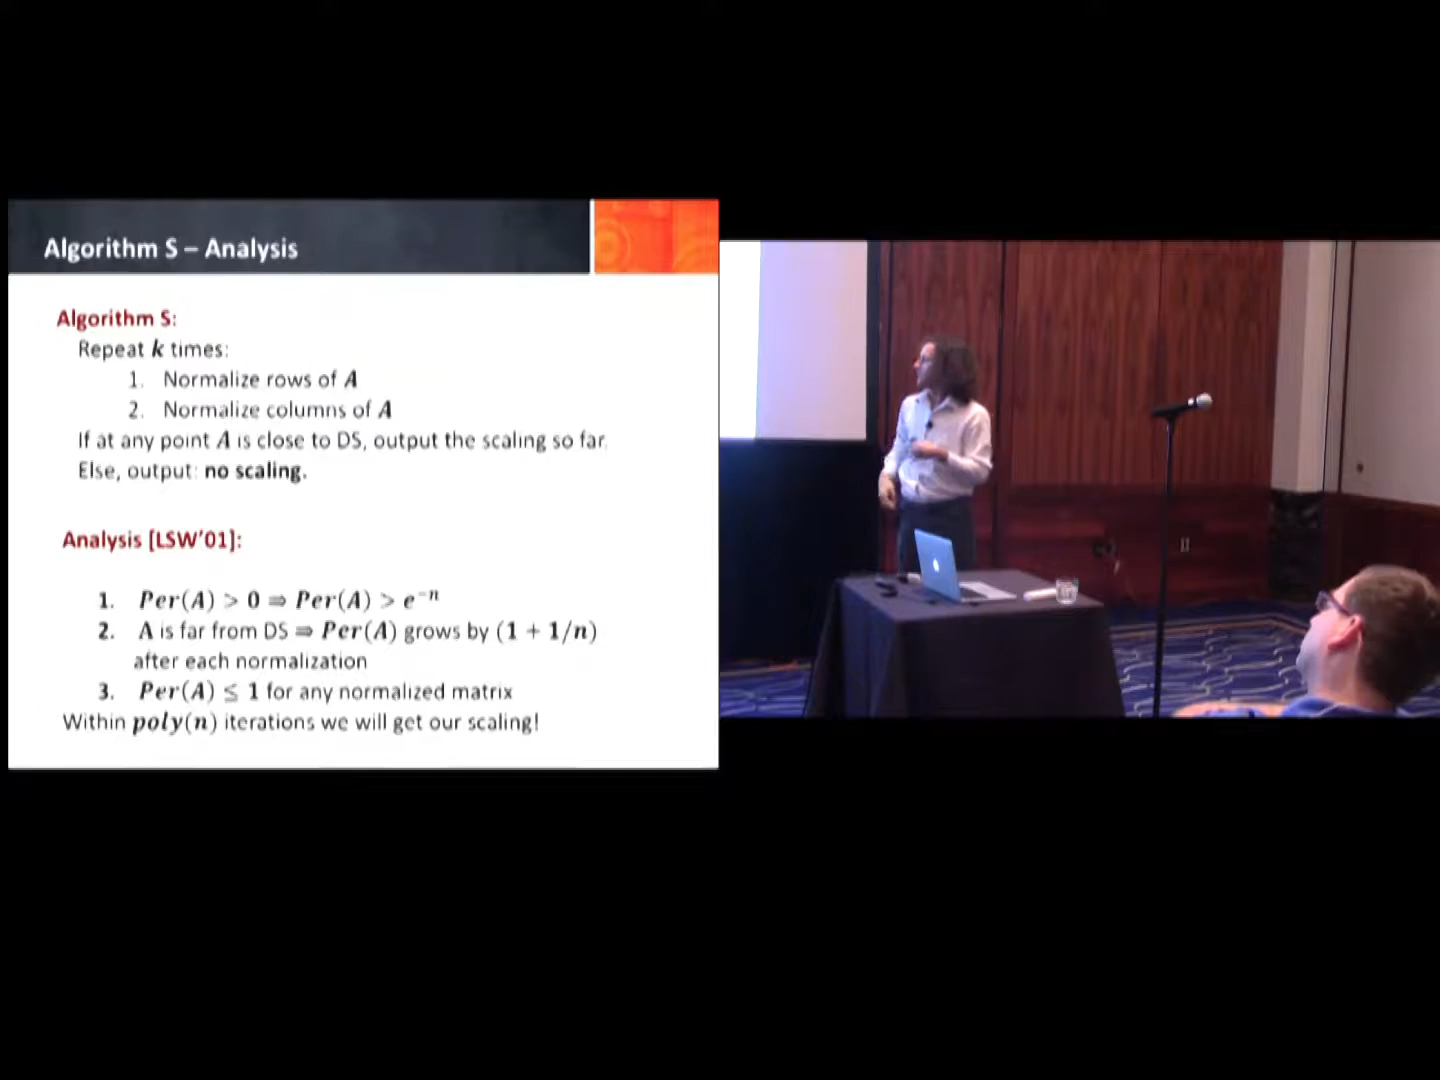 Algorithm S – Analysis
Algorithm S:
Repeat k times:
1. Normalize rows of A
2. Normalize columns of A
If at any point A is close to DS, output the scaling so far.
Else, output: no scaling.
Analysis [LSW'01]:
1. Per(A) > 0 ⇒ Per(A) > e⁻ⁿ
2. A is far from DS ⇒ Per(A) grows by (1 + 1/n)
after each normalization
3. Per(A) ≤ 1 for any normalized matrix
Within poly(n) iterations we will get our scaling!